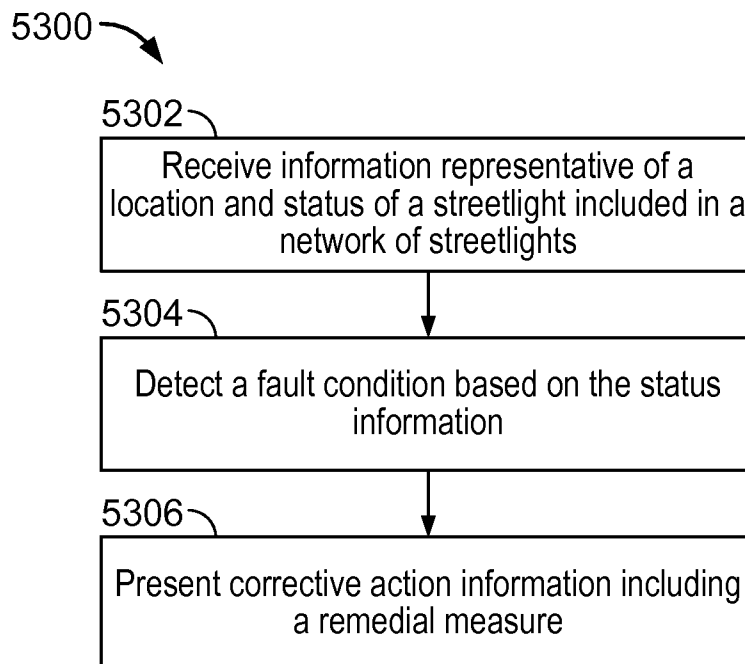 5300
5302
Receive information representative of a
location and status of a streetlight included in a
network of streetlights
5304
Detect a fault condition based on the status
information
5306
Present corrective action information including
a remedial measure